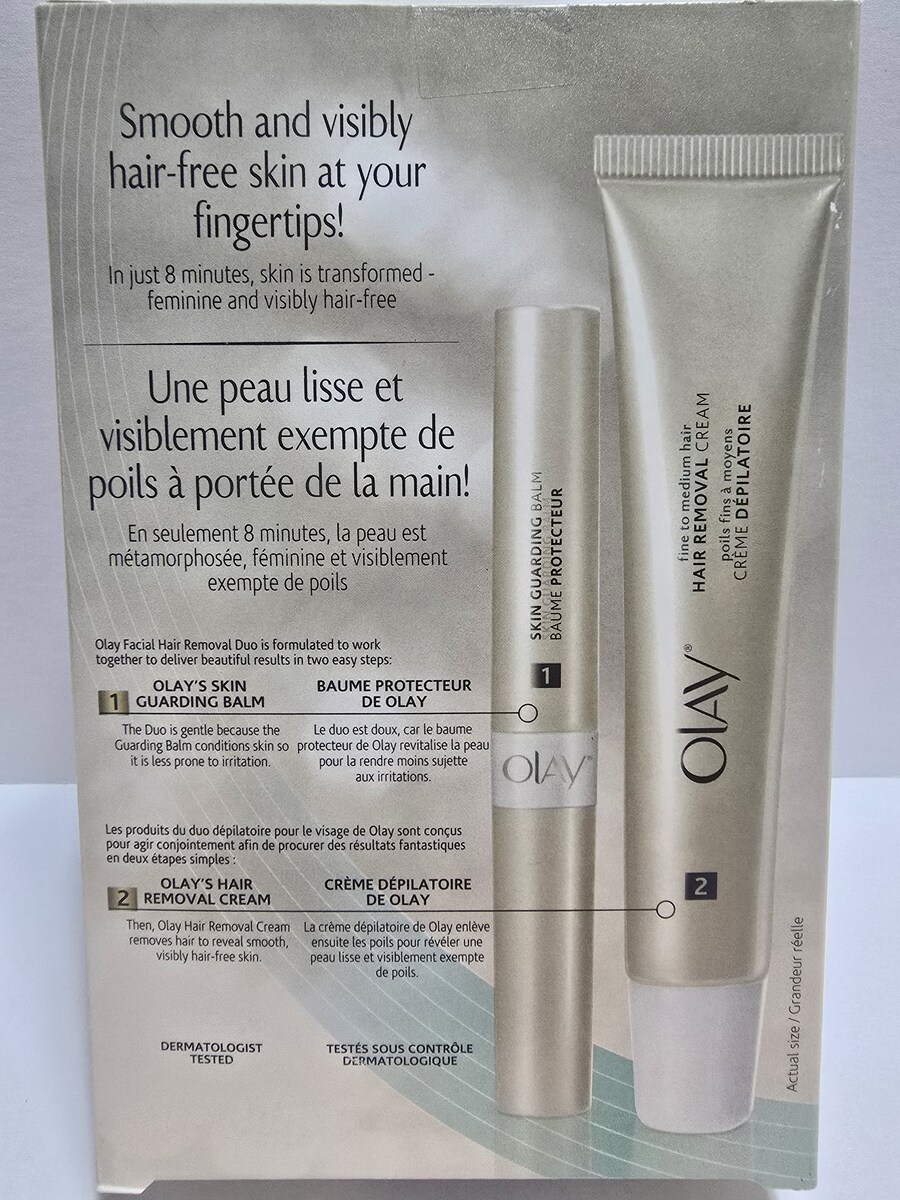 Smooth and visibly
hair-free skin at your
fingertips!
In just 8 minutes, skin is transformed -
feminine and visibly hair-free
Une peau lisse et
visiblement exempte de
poils à portée de la main!
En seulement 8 minutes, la peau est
métamorphosée, féminine et visiblement
exempte de poils
Olay Facial Hair Removal Duo is formulated to work
together to deliver beautiful results in two easy steps:
1
OLAY'S SKIN
GUARDING BALM
The Duo is gentle because the
Guarding Balm conditions skin so
it is less prone to irritation.
BAUME PROTECTEUR
DE OLAY
Le duo est doux, car le baume
protecteur de Olay revitalise la peau
pour la rendre moins sujette
aux irritations.
Les produits du duo dépilatoire pour le visage de Olay sont conçus
pour agir conjointement afin de procurer des résultats fantastiques
en deux étapes simples :
2
OLAY'S HAIR
REMOVAL CREAM
Then, Olay Hair Removal Cream
removes hair to reveal smooth,
visibly hair-free skin.
CRÈME DÉPILATOIRE
DE OLAY
La crème dépilatoire de Olay enlève
ensuite les poils pour révéler une
peau lisse et visiblement exempte
de poils.
DERMATOLOGIST
TESTED
TESTÉS SOUS CONTRÔLE
DERMATOLOGIQUE
SKIN GUARDING BALM
BAUME PROTECTEUR
1
OLAY
fine to medium hair
HAIR REMOVAL CREAM
poils fins à moyens
CRÈME DÉPILATOIRE
OLAY®
2
Actual size / Grandeur réelle